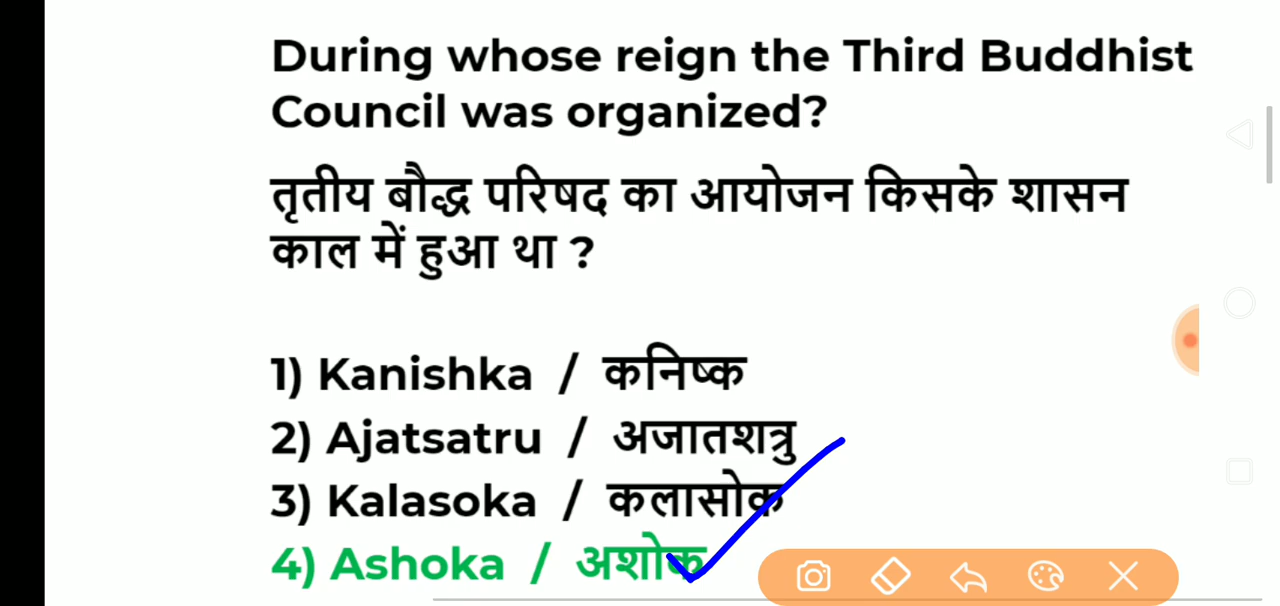 During whose reign the Third Buddhist
Council was organized?
तृतीय बौद्ध परिषद का आयोजन किसके शासन
काल में हुआ था ?
1) Kanishka / कनिष्क
2) Ajatsatru / अजातशत्रु
3) Kalasoka / कलासोक
4) Ashoka / अशोक